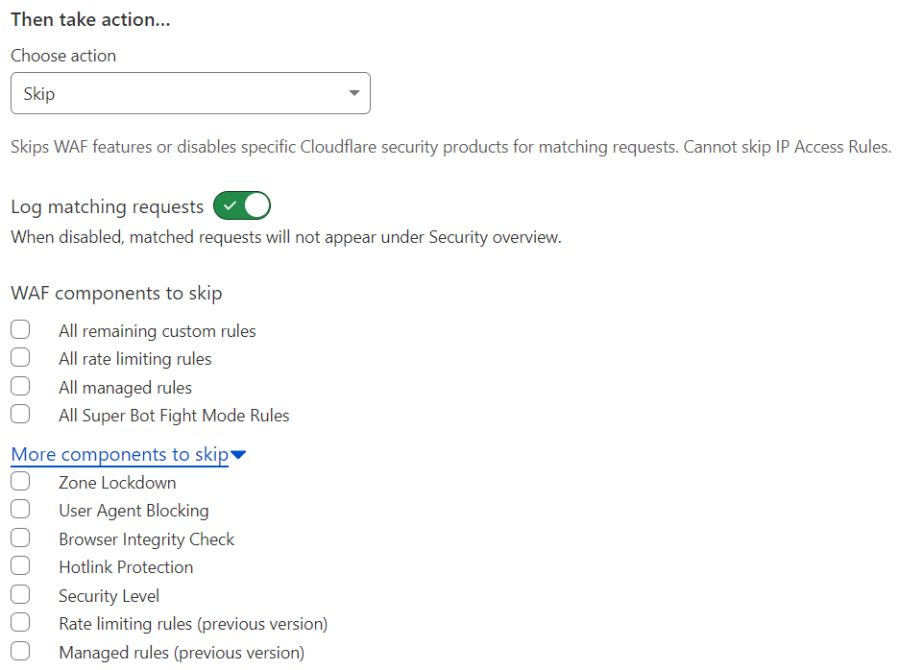 Then take action...
Choose action
Skip
Skips WAF features or disables specific Cloudflare security products for matching requests. Cannot skip IP Access Rules.
Log matching requests
When disabled, matched requests will not appear under Security overview.
WAF components to skip
All remaining custom rules
All rate limiting rules
All managed rules
All Super Bot Fight Mode Rules
More components to skip
Zone Lockdown
User Agent Blocking
Browser Integrity Check
Hotlink Protection
Security Level
Rate limiting rules (previous version)
Managed rules (previous version)